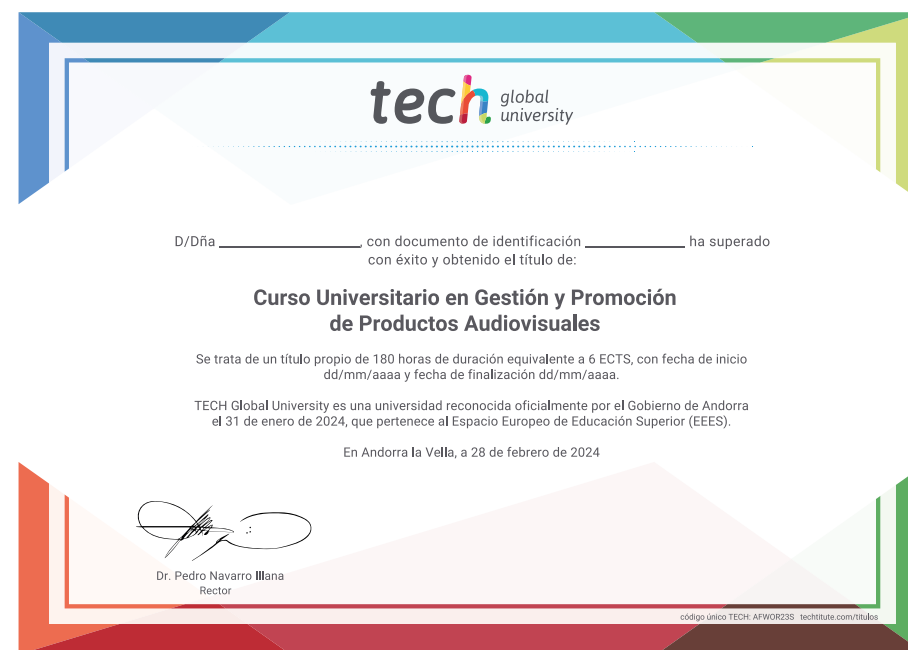 tech global university
D/Dña ____________, con documento de identificación ____________ ha superado
con éxito y obtenido el título de:
Curso Universitario en Gestión y Promoción
de Productos Audiovisuales
Se trata de un título propio de 180 horas de duración equivalente a 6 ECTS, con fecha de inicio
dd/mm/aaaa y fecha de finalización dd/mm/aaaa.
TECH Global University es una universidad reconocida oficialmente por el Gobierno de Andorra
el 31 de enero de 2024, que pertenece al Espacio Europeo de Educación Superior (EEES).
En Andorra la Vella, a 28 de febrero de 2024
Dr. Pedro Navarro Illana
Rector
código único TECH: AFWOR23S techtitute.com/titulos